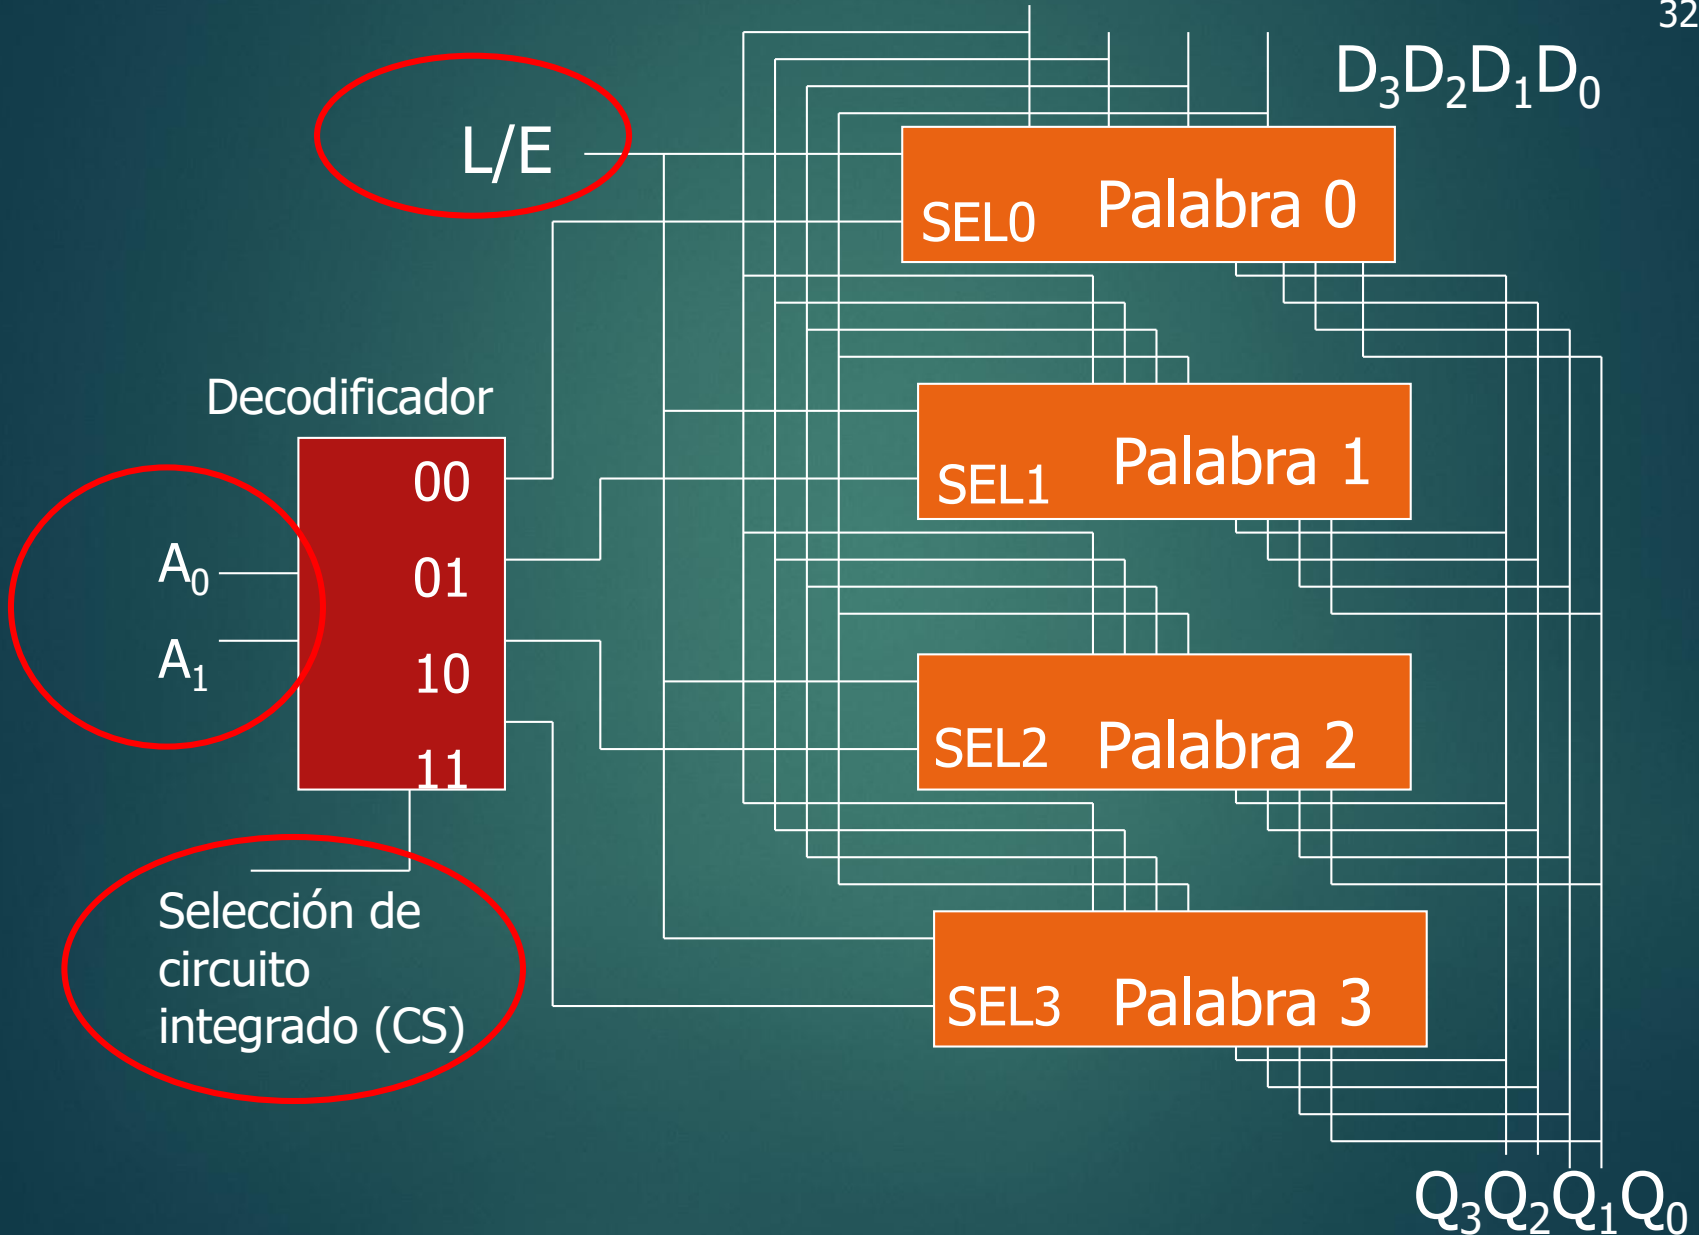 32
D₃D₂D₁D₀
L/E
SEL0 Palabra 0
Decodificador
00
SEL1 Palabra 1
A₀
01
A₁
10
SEL2 Palabra 2
11
Selección de
circuito
integrado (CS)
SEL3 Palabra 3
Q₃Q₂Q₁Q₀